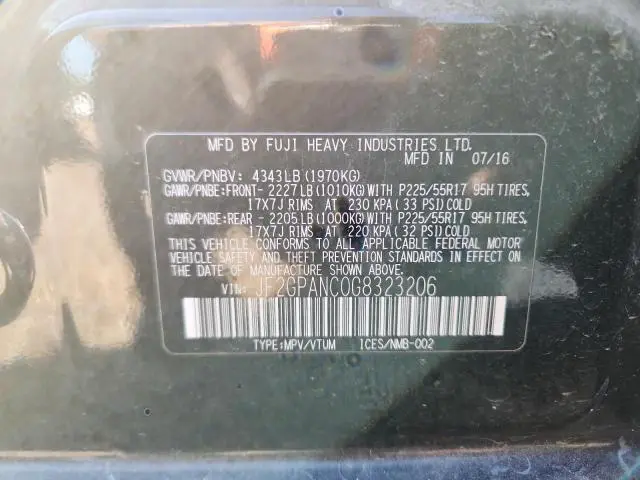 MFD BY FUJI HEAVY INDUSTRIES LTD.
MFD IN 07/16
GVWR/PNBV: 4343LB (1970KG)
GAWR/PNBE:FRONT- 2227LB(1010KG)WITH P225/55R17 95H TIRES,
17X7J RIMS AT 230 KPA ( 33 PSI)COLD
GAWR/PNBE:REAR - 2205LB(1000KG)WITH P225/55R17 95H TIRES,
17X7J RIMS AT 220 KPA ( 32 PSI)COLD
THIS VEHICLE CONFORMS TO ALL APPLICABLE FEDERAL MOTOR
VEHICLE SAFETY AND THEFT PREVENTION STANDARDS IN EFFECT
ON THE DATE OF MANUFACTURE SHOWN ABOVE.
VIN: JF2GPANC0G8323206
TYPE:MPV/VTUM ICES/NMB-002